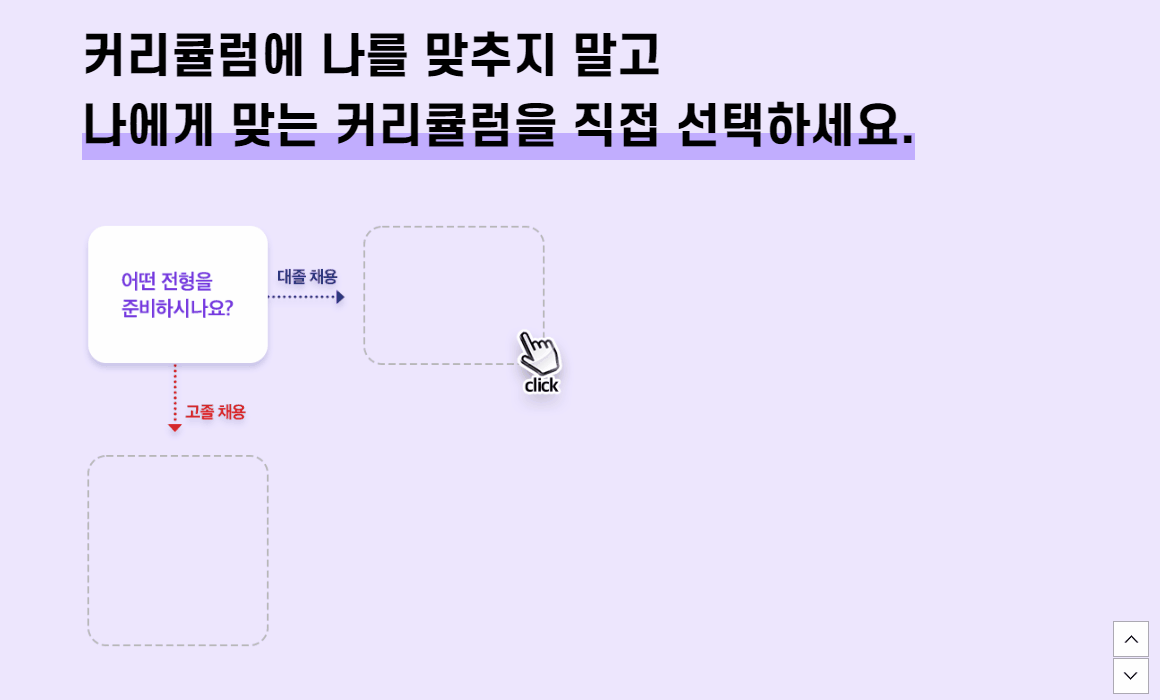 커리큘럼에 나를 맞추지 말고
나에게 맞는 커리큘럼을 직접 선택하세요.
어떤 전형을
준비하시나요?
대졸 채용
click
고졸 채용